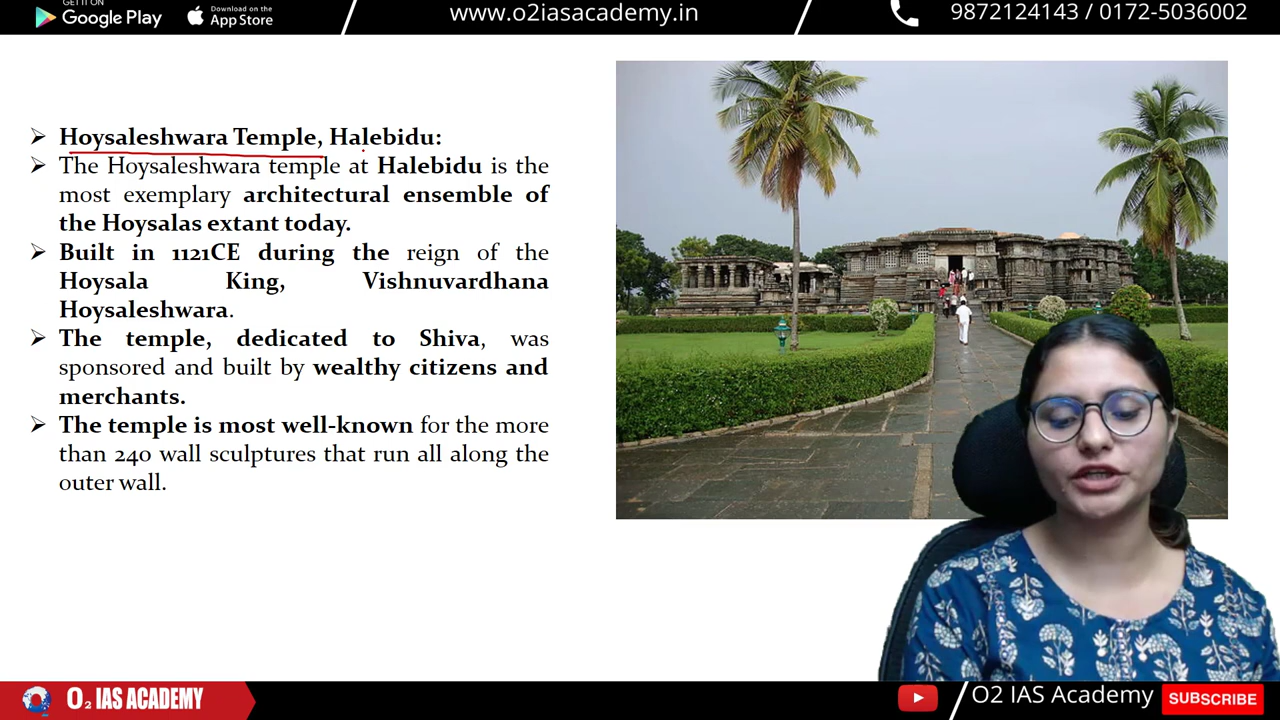 GET IT ON
Google Play
Download on the
App Store
www.o2iasacademy.in
9872124143 / 0172-5036002
➢ Hoysaleshwara Temple, Halebidu:
➢ The Hoysaleshwara temple at Halebidu is the
most exemplary architectural ensemble of
the Hoysalas extant today.
➢ Built in 1121CE during the reign of the
Hoysala King, Vishnuvardhana
Hoysaleshwara.
➢ The temple, dedicated to Shiva, was
sponsored and built by wealthy citizens and
merchants.
➢ The temple is most well-known for the more
than 240 wall sculptures that run all along the
outer wall.
O2 IAS ACADEMY
O2 IAS Academy
SUBSCRIBE